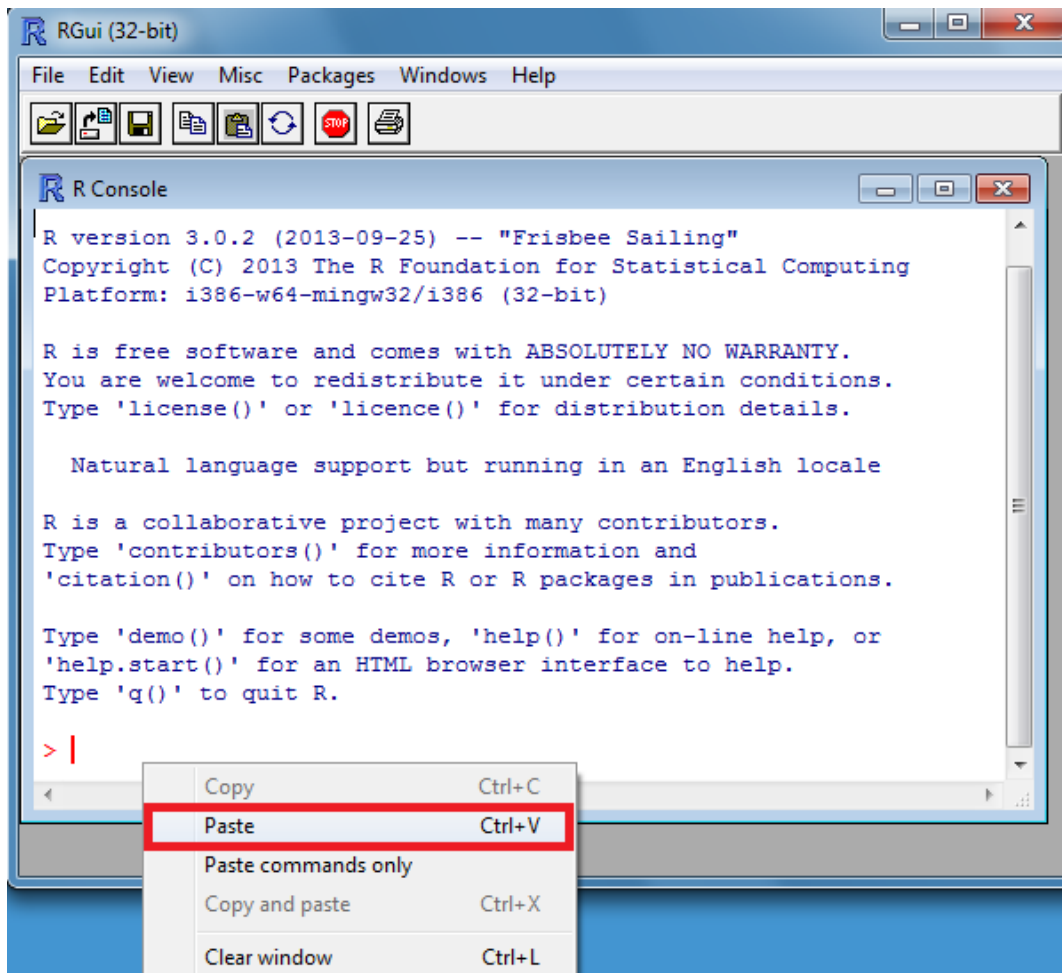 RGui (32-bit)
File Edit View Misc Packages Windows Help
STOP
R Console
R version 3.0.2 (2013-09-25) -- "Frisbee Sailing"
Copyright (C) 2013 The R Foundation for Statistical Computing
Platform: i386-w64-mingw32/i386 (32-bit)
R is free software and comes with ABSOLUTELY NO WARRANTY.
You are welcome to redistribute it under certain conditions.
Type 'license()' or 'licence()' for distribution details.
Natural language support but running in an English locale
R is a collaborative project with many contributors.
Type 'contributors()' for more information and
'citation()' on how to cite R or R packages in publications.
Type 'demo()' for some demos, 'help()' for on-line help, or
'help.start()' for an HTML browser interface to help.
Type 'q()' to quit R.
>
Copy Ctrl+C
Paste Ctrl+V
Paste commands only
Copy and paste Ctrl+X
Clear window Ctrl+L